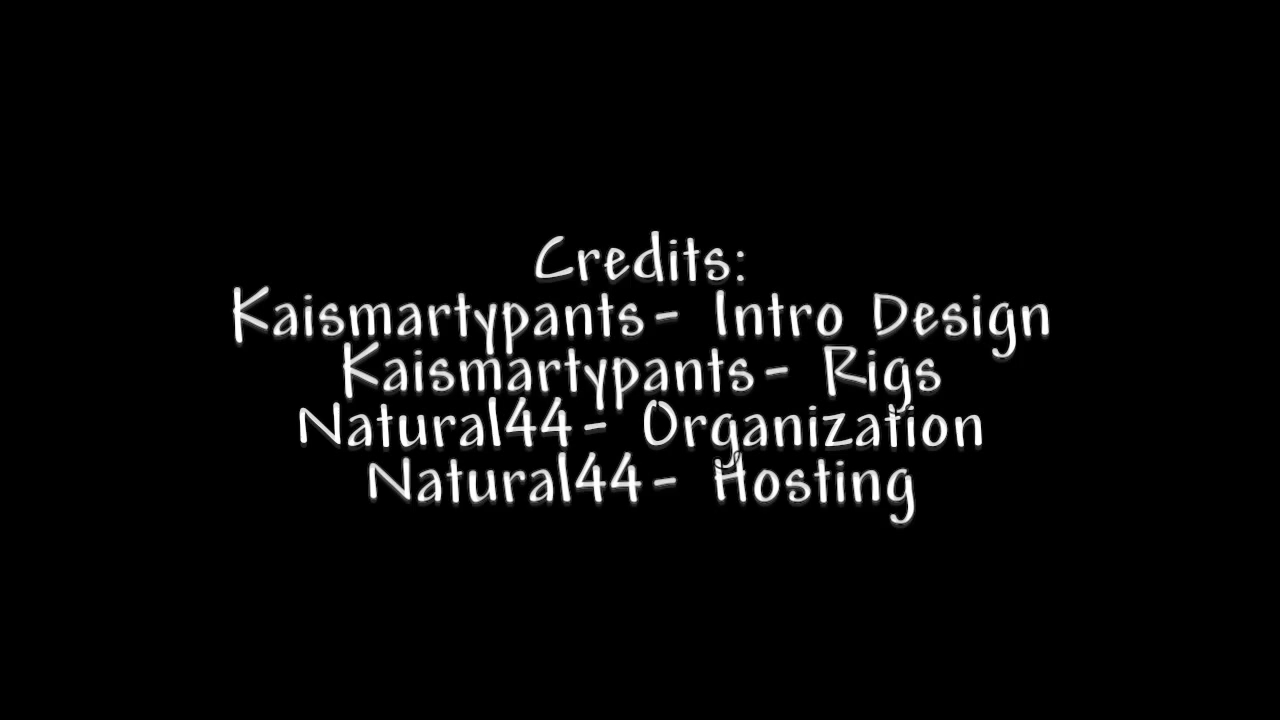 Credits:
Kaismartypants- Intro Design
Kaismartypants- Rigs
Natural44- Organization
Natural44- Hosting